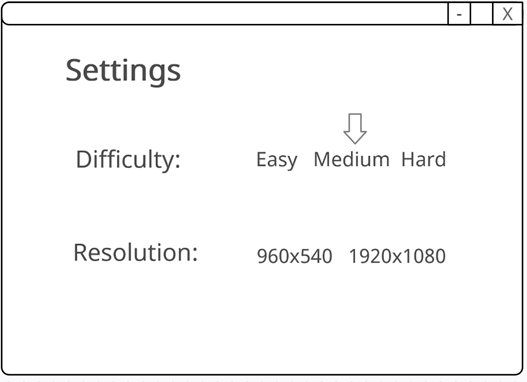 - X
Settings
Difficulty: Easy Medium Hard
Resolution: 960x540 1920x1080